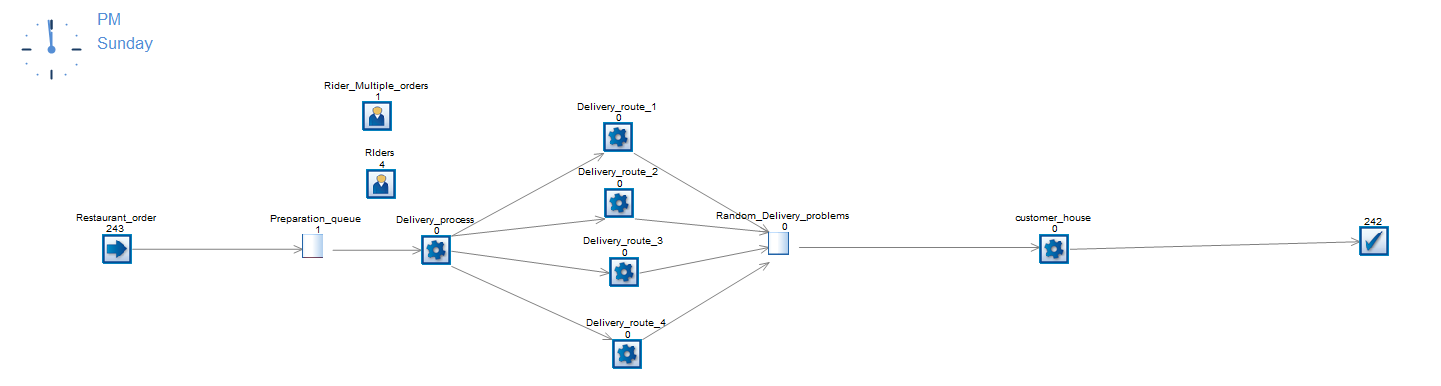 PM
Sunday
Rider_Multiple_orders
1
Delivery_route_1
0
RIders
4
Delivery_route_2
0
Restaurant_order
243
Preparation_queue
1
Delivery_process
0
Random_Delivery_problems
0
customer_house
0
242
Delivery_route_3
0
Delivery_route_4
0